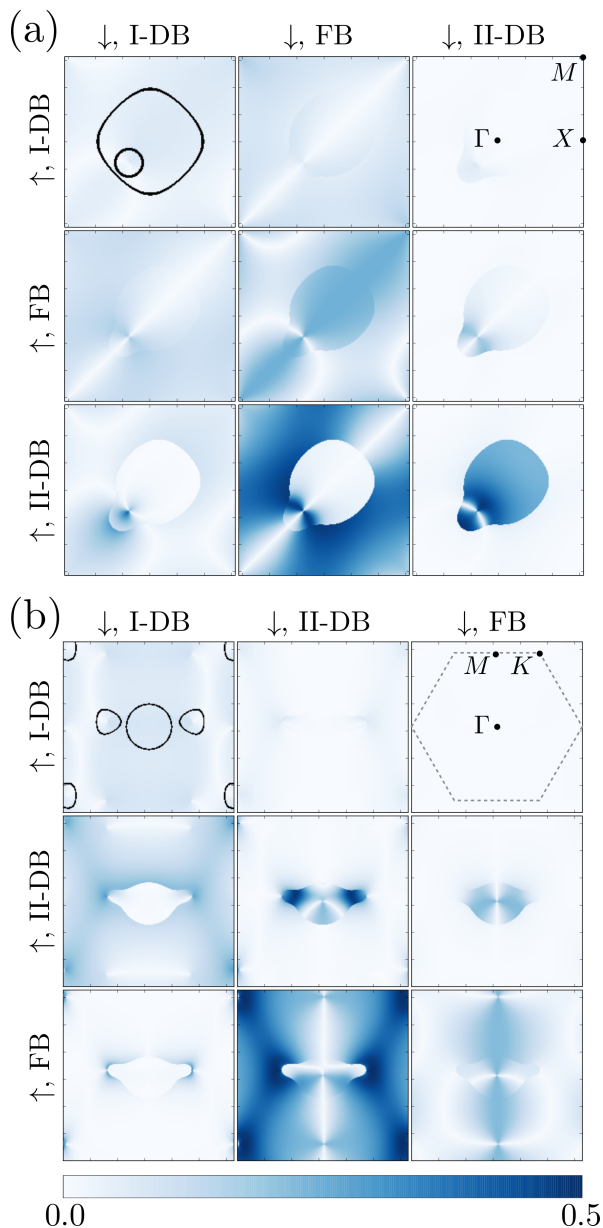 (a)
↓, I-DB ↓, FB ↓, II-DB
↑, I-DB
M
Γ X
↑, FB
↑, II-DB
(b)
↓, I-DB ↓, II-DB ↓, FB
↑, I-DB
M K
Γ
↑, II-DB
↑, FB
0.0 0.5